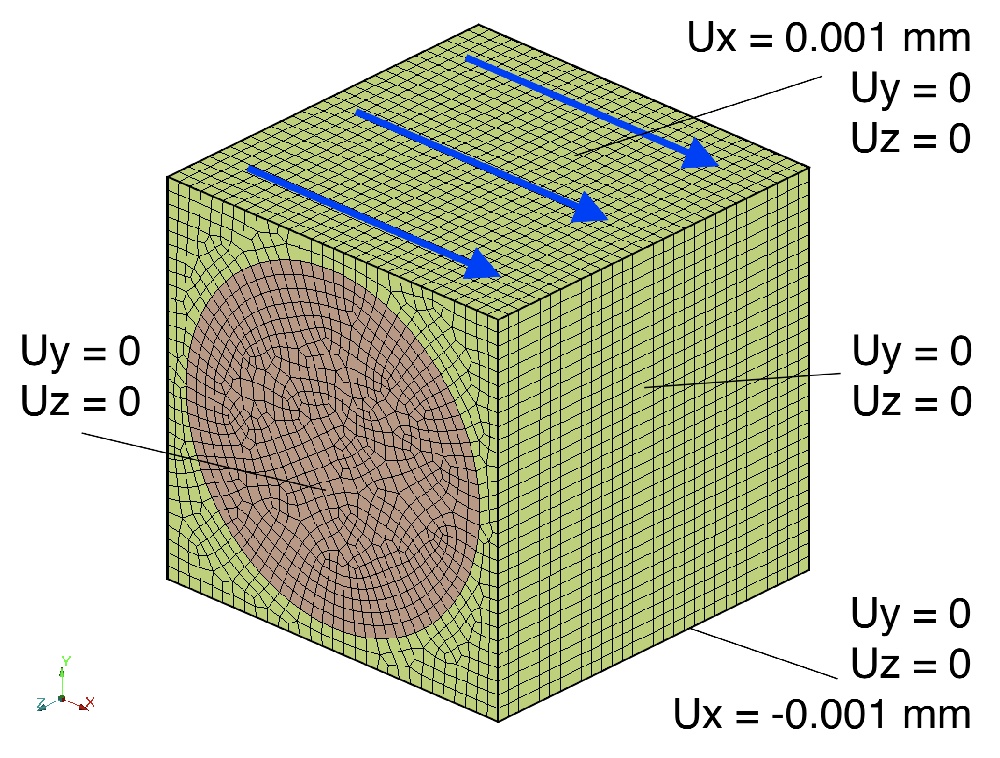 Ux = 0.001 mm
Uy = 0
Uz = 0
Uy = 0
Uz = 0
Uy = 0
Uz = 0
Uy = 0
Uz = 0
Ux = -0.001 mm
Y
Z
X